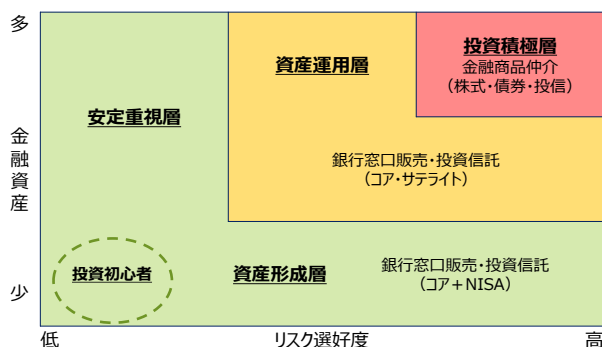 多
投資積極層
金融商品仲介
（株式・債券・投信）
資産運用層
安定重視層
金融資産
銀行窓口販売・投資信託
（コア・サテライト）
投資初心者
資産形成層
銀行窓口販売・投資信託
（コア＋NISA）
少
低
リスク選好度
高